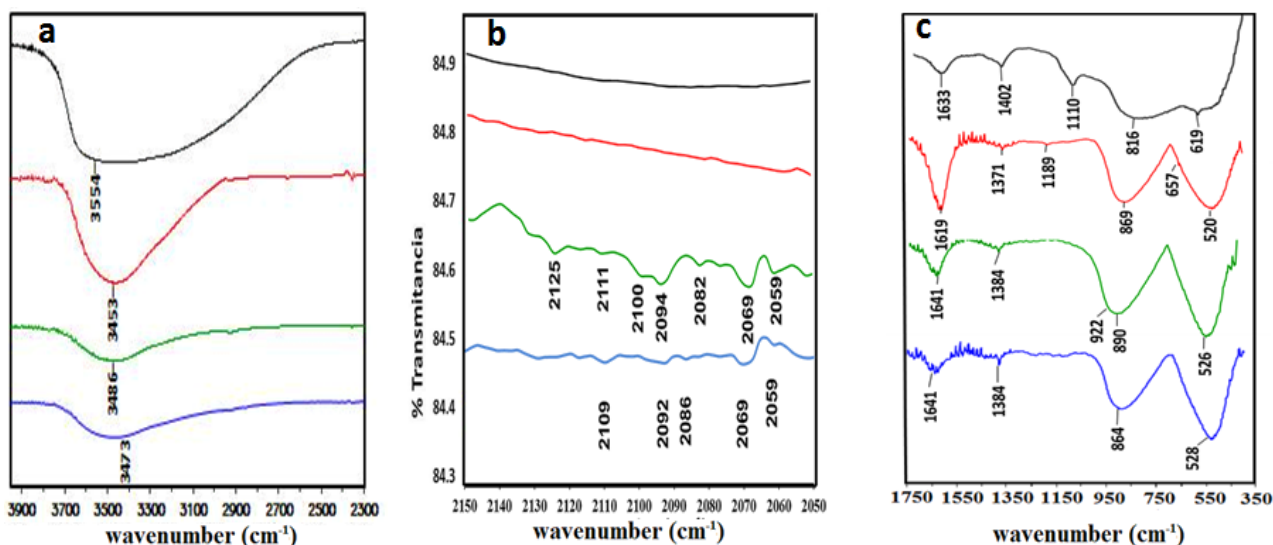 a
3554
3453
3486
3473
3900 3700 3500 3300 3100 2900 2700 2500 2300
wavenumber (cm⁻¹)
b
% Transmitancia
84.9
84.8
84.7
84.6
84.5
84.4
84.3
2125 2111 2100 2094 2082 2069 2059
2109 2092 2086 2069 2059
2150 2140 2130 2120 2110 2100 2090 2080 2070 2060 2050
wavenumber (cm⁻¹)
c
1633 1402 1110 816 619
1619 1371 1189 869 657 520
1641 1384 922 890 526
1641 1384 864 528
1750 1550 1350 1150 950 750 550 350
wavenumber (cm⁻¹)